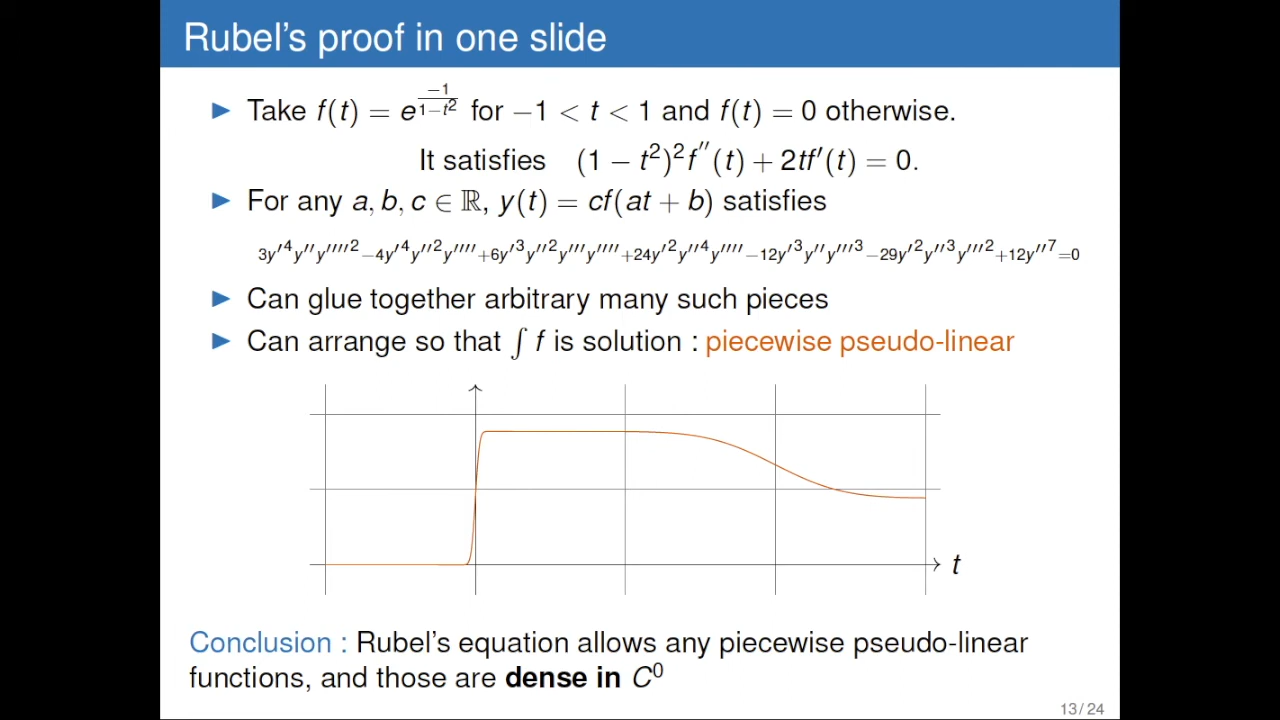 Rubel's proof in one slide
▶ Take f(t) = e^{\frac{-1}{1-t^2}} for −1 < t < 1 and f(t) = 0 otherwise.
It satisfies (1 − t²)²f″(t) + 2tf′(t) = 0.
▶ For any a, b, c ∈ ℝ, y(t) = cf(at + b) satisfies
3y′⁴y″y⁗² −4y′⁴y″²y⁗ +6y′³y″²y‴y⁗ +24y′²y″⁴y⁗ −12y′³y″y‴³ −29y′²y″³y‴² +12y″⁷ =0
▶ Can glue together arbitrary many such pieces
▶ Can arrange so that ∫ f is solution : piecewise pseudo-linear
t
Conclusion : Rubel's equation allows any piecewise pseudo-linear
functions, and those are dense in C⁰
13 / 24